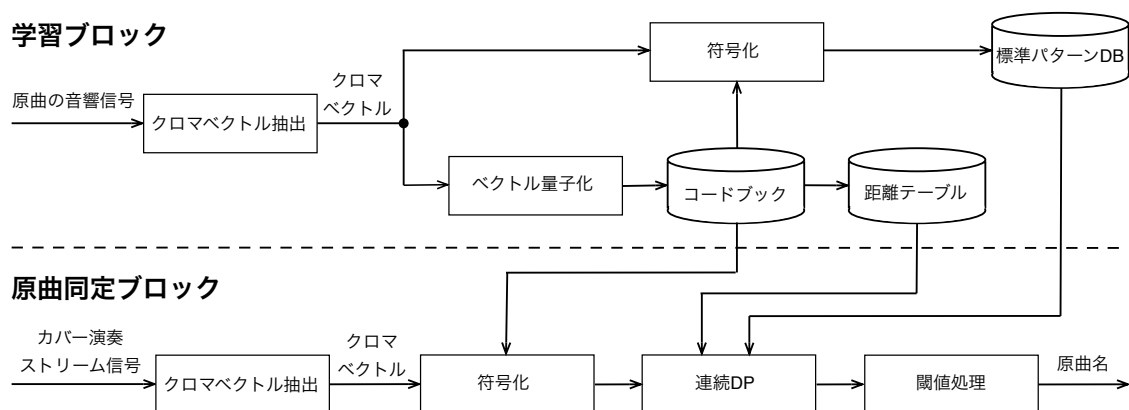 学習ブロック
原曲の音響信号
クロマベクトル抽出
クロマ
ベクトル
符号化
標準パターンDB
ベクトル量子化
コードブック
距離テーブル
原曲同定ブロック
カバー演奏
ストリーム信号
クロマベクトル抽出
クロマ
ベクトル
符号化
連続DP
閾値処理
原曲名